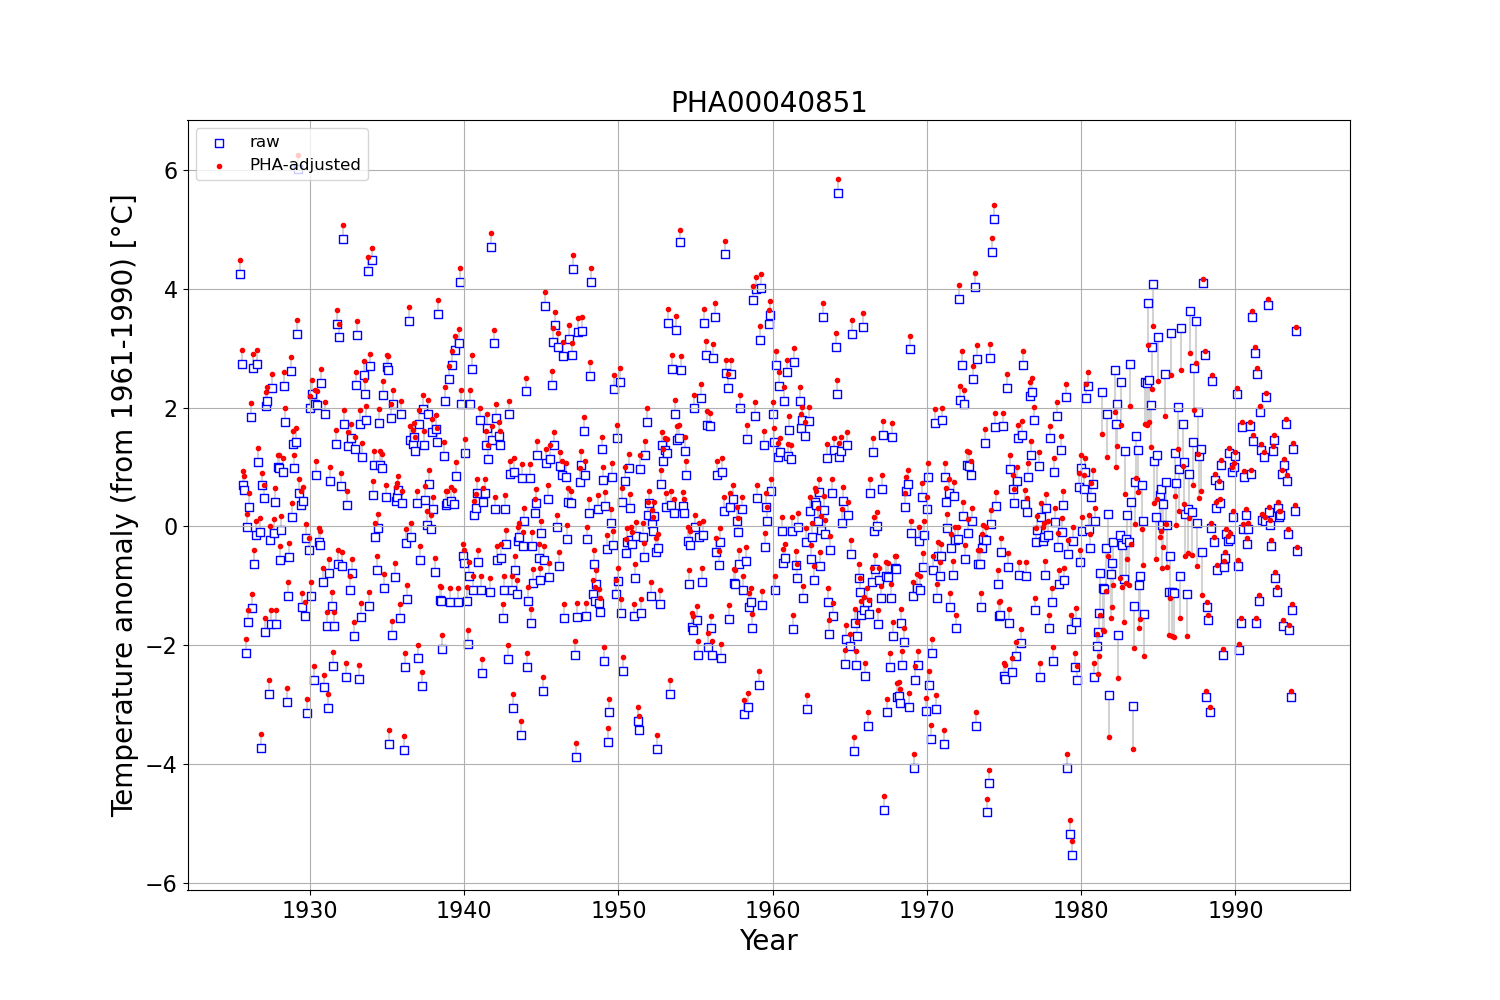 PHA00040851
raw
PHA-adjusted
Temperature anomaly (from 1961-1990) [°C]
6
4
2
0
−2
−4
−6
1930 1940 1950 1960 1970 1980 1990
Year